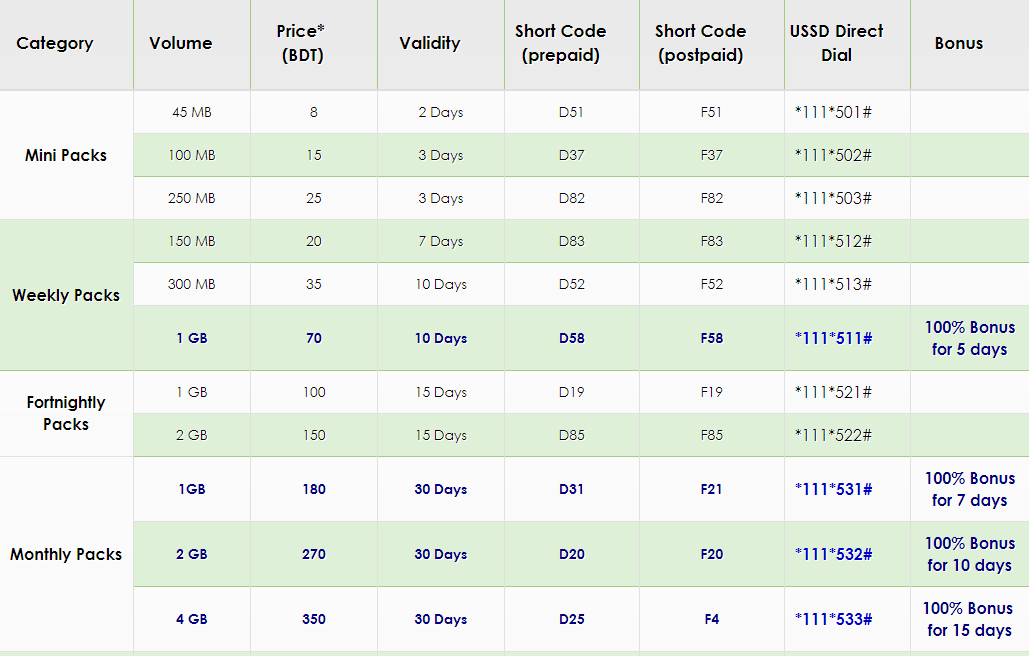 Category Volume Price* (BDT) Validity Short Code (prepaid) Short Code (postpaid) USSD Direct Dial Bonus
Mini Packs
45 MB 8 2 Days D51 F51 *111*501#
100 MB 15 3 Days D37 F37 *111*502#
250 MB 25 3 Days D82 F82 *111*503#
Weekly Packs
150 MB 20 7 Days D83 F83 *111*512#
300 MB 35 10 Days D52 F52 *111*513#
1 GB 70 10 Days D58 F58 *111*511# 100% Bonus for 5 days
Fortnightly Packs
1 GB 100 15 Days D19 F19 *111*521#
2 GB 150 15 Days D85 F85 *111*522#
Monthly Packs
1GB 180 30 Days D31 F21 *111*531# 100% Bonus for 7 days
2 GB 270 30 Days D20 F20 *111*532# 100% Bonus for 10 days
4 GB 350 30 Days D25 F4 *111*533# 100% Bonus for 15 days